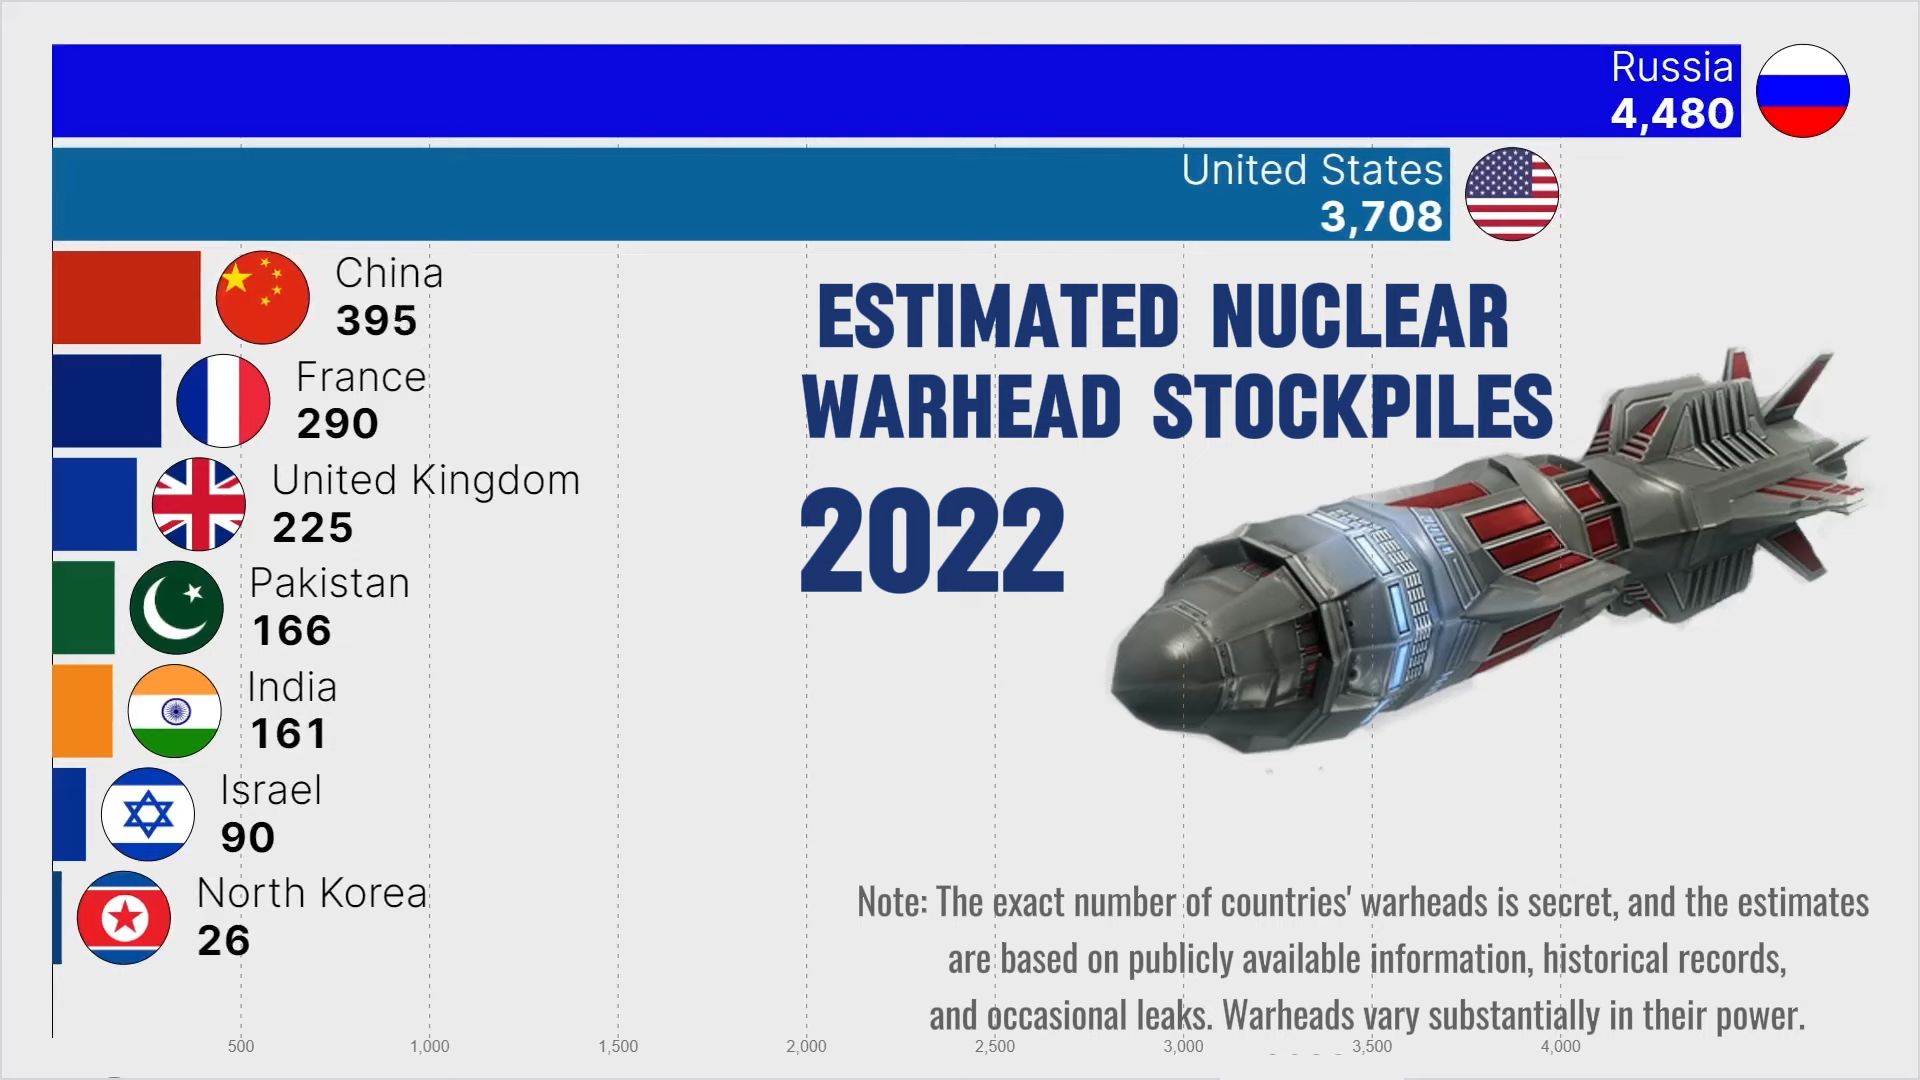 Russia
4,480
United States
3,708
China
395
ESTIMATED NUCLEAR
WARHEAD STOCKPILES
2022
France
290
United Kingdom
225
Pakistan
166
India
161
Israel
90
North Korea
26
Note: The exact number of countries' warheads is secret, and the estimates
are based on publicly available information, historical records,
and occasional leaks. Warheads vary substantially in their power.
500 1,000 1,500 2,000 2,500 3,000 3,500 4,000